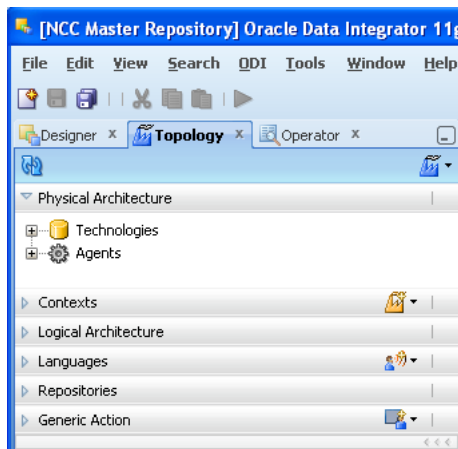 [NCC Master Repository] Oracle Data Integrator 11g
File Edit View Search ODI Tools Window Help
Designer x Topology x Operator x
Physical Architecture
Technologies
Agents
Contexts
Logical Architecture
Languages
Repositories
Generic Action